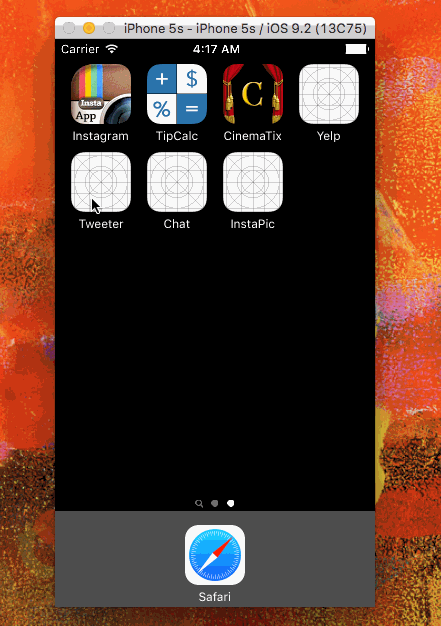 iPhone 5s - iPhone 5s / iOS 9.2 (13C75)
Carrier 4:17 AM
Insta
App
+ $
% =
C
Instagram TipCalc CinemaTix Yelp
Tweeter Chat InstaPic
Safari